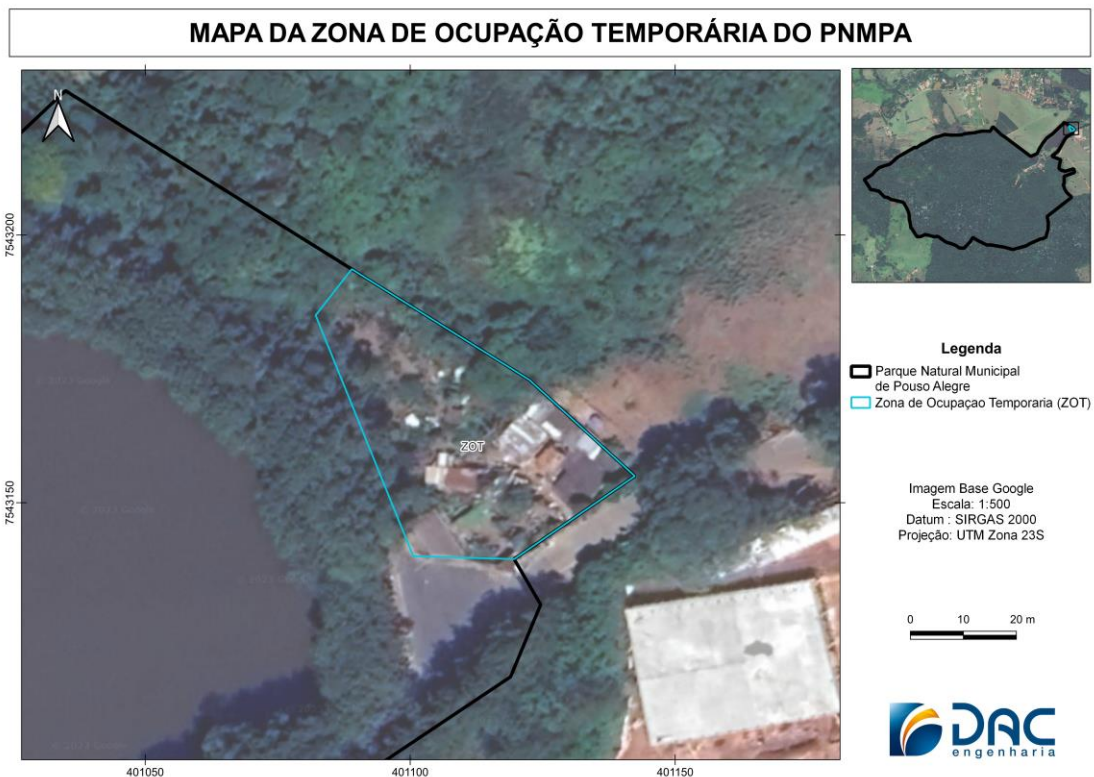 MAPA DA ZONA DE OCUPAÇÃO TEMPORÁRIA DO PNMPA
N
7543200
7543150
ZOT
401050
401100
401150
Legenda
Parque Natural Municipal
de Pouso Alegre
Zona de Ocupaçao Temporaria (ZOT)
Imagem Base Google
Escala: 1:500
Datum : SIRGAS 2000
Projeção: UTM Zona 23S
0 10 20 m
DAC
engenharia